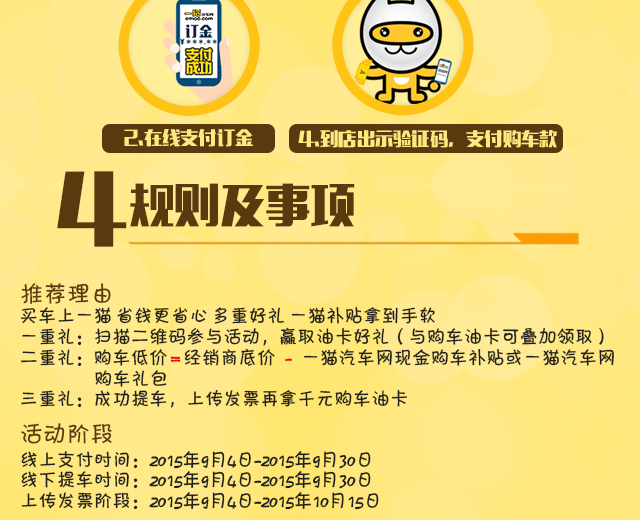 一猫汽车网
emao.com
订金
¥***.**
支付
成功
2、在线支付订金
4、到店出示验证码，支付购车款
4 规则及事项
推荐理由
买车上一猫 省钱更省心 多重好礼 一猫补贴拿到手软
一重礼：扫描二维码参与活动，赢取油卡好礼（与购车油卡可叠加领取）
二重礼：购车低价=经销商底价 - 一猫汽车网现金购车补贴或一猫汽车网
购车礼包
三重礼：成功提车，上传发票再拿千元购车油卡
活动阶段
线上支付时间：2015年9月4日-2015年9月30日
线下提车时间：2015年9月4日-2015年9月30日
上传发票阶段：2015年9月4日-2015年10月15日